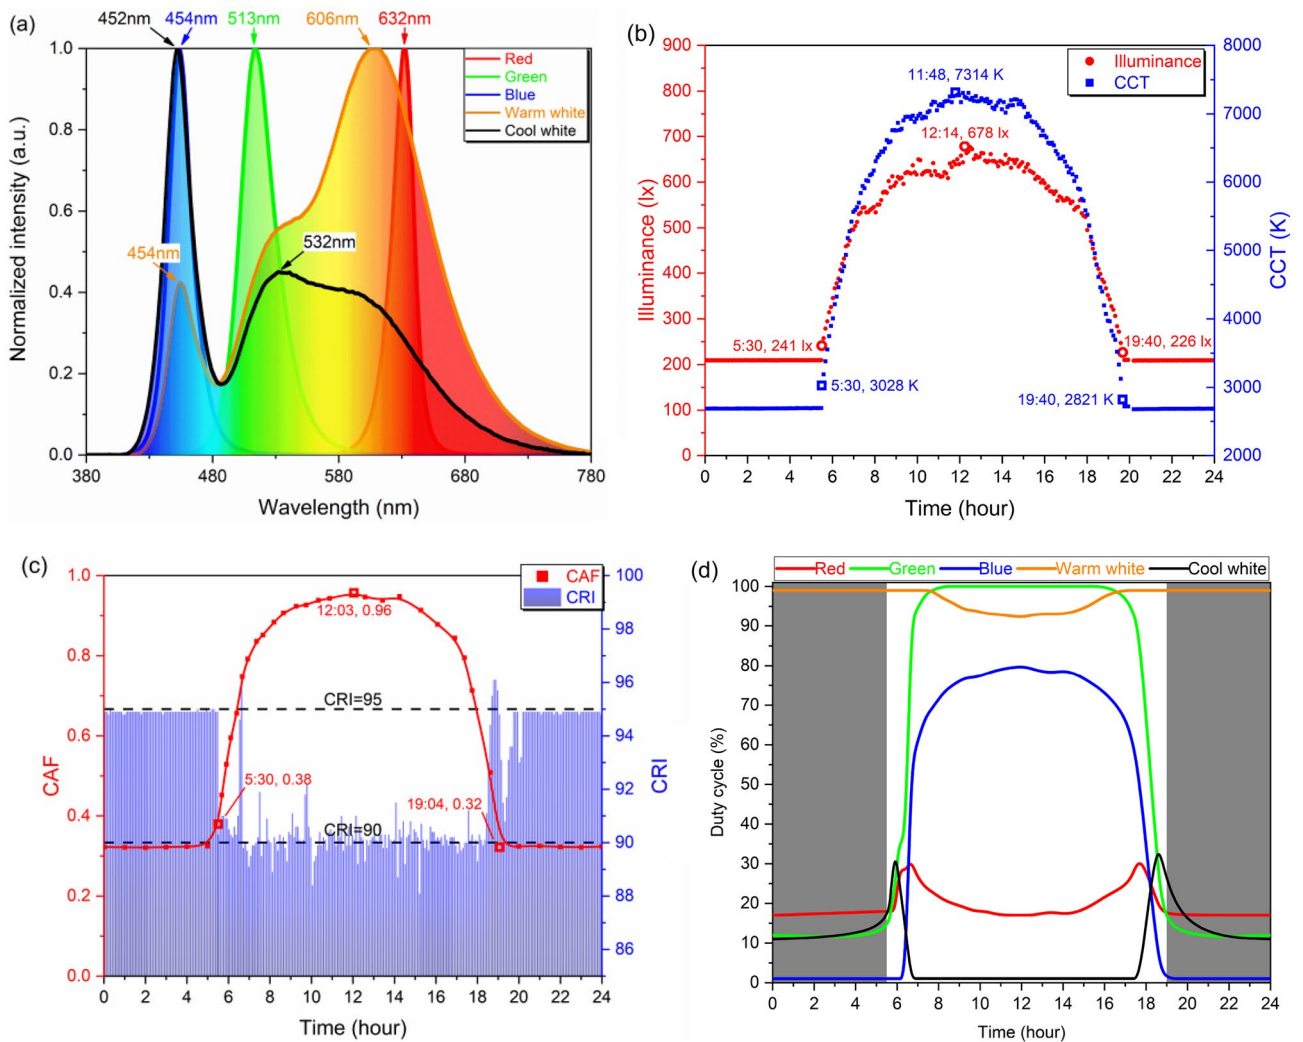 (a)
452nm
454nm
513nm
606nm
632nm
Red
Green
Blue
Warm white
Cool white
454nm
532nm
1.0
0.8
0.6
0.4
0.2
0.0
Normalized intensity (a.u.)
380 480 580 680 780
Wavelength (nm)
(b)
900
800
700
600
500
400
300
200
100
0
Illuminance (lx)
8000
7000
6000
5000
4000
3000
2000
CCT (K)
Illuminance
CCT
11:48, 7314 K
12:14, 678 lx
5:30, 241 lx
19:40, 226 lx
5:30, 3028 K
19:40, 2821 K
0 2 4 6 8 10 12 14 16 18 20 22 24
Time (hour)
(c)
1.0
0.8
0.6
0.4
0.2
0.0
CAF
100
99
98
96
95
93
92
90
89
87
86
CRI
CAF
CRI
12:03, 0.96
CRI=95
5:30, 0.38
19:04, 0.32
CRI=90
0 2 4 6 8 10 12 14 16 18 20 22 24
Time (hour)
(d)
Red Green Blue Warm white Cool white
100
90
80
70
60
50
40
30
20
10
0
Duty cycle (%)
0 2 4 6 8 10 12 14 16 18 20 22 24
Time (hour)